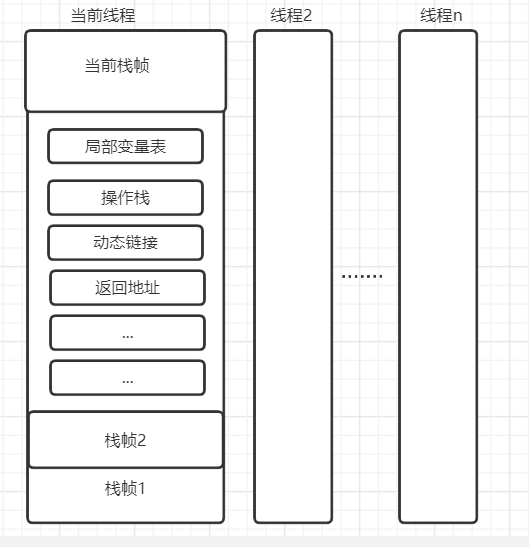 当前线程 线程2 线程n
当前栈帧
局部变量表
操作栈
动态链接
返回地址
.......
...
...
栈帧2
栈帧1